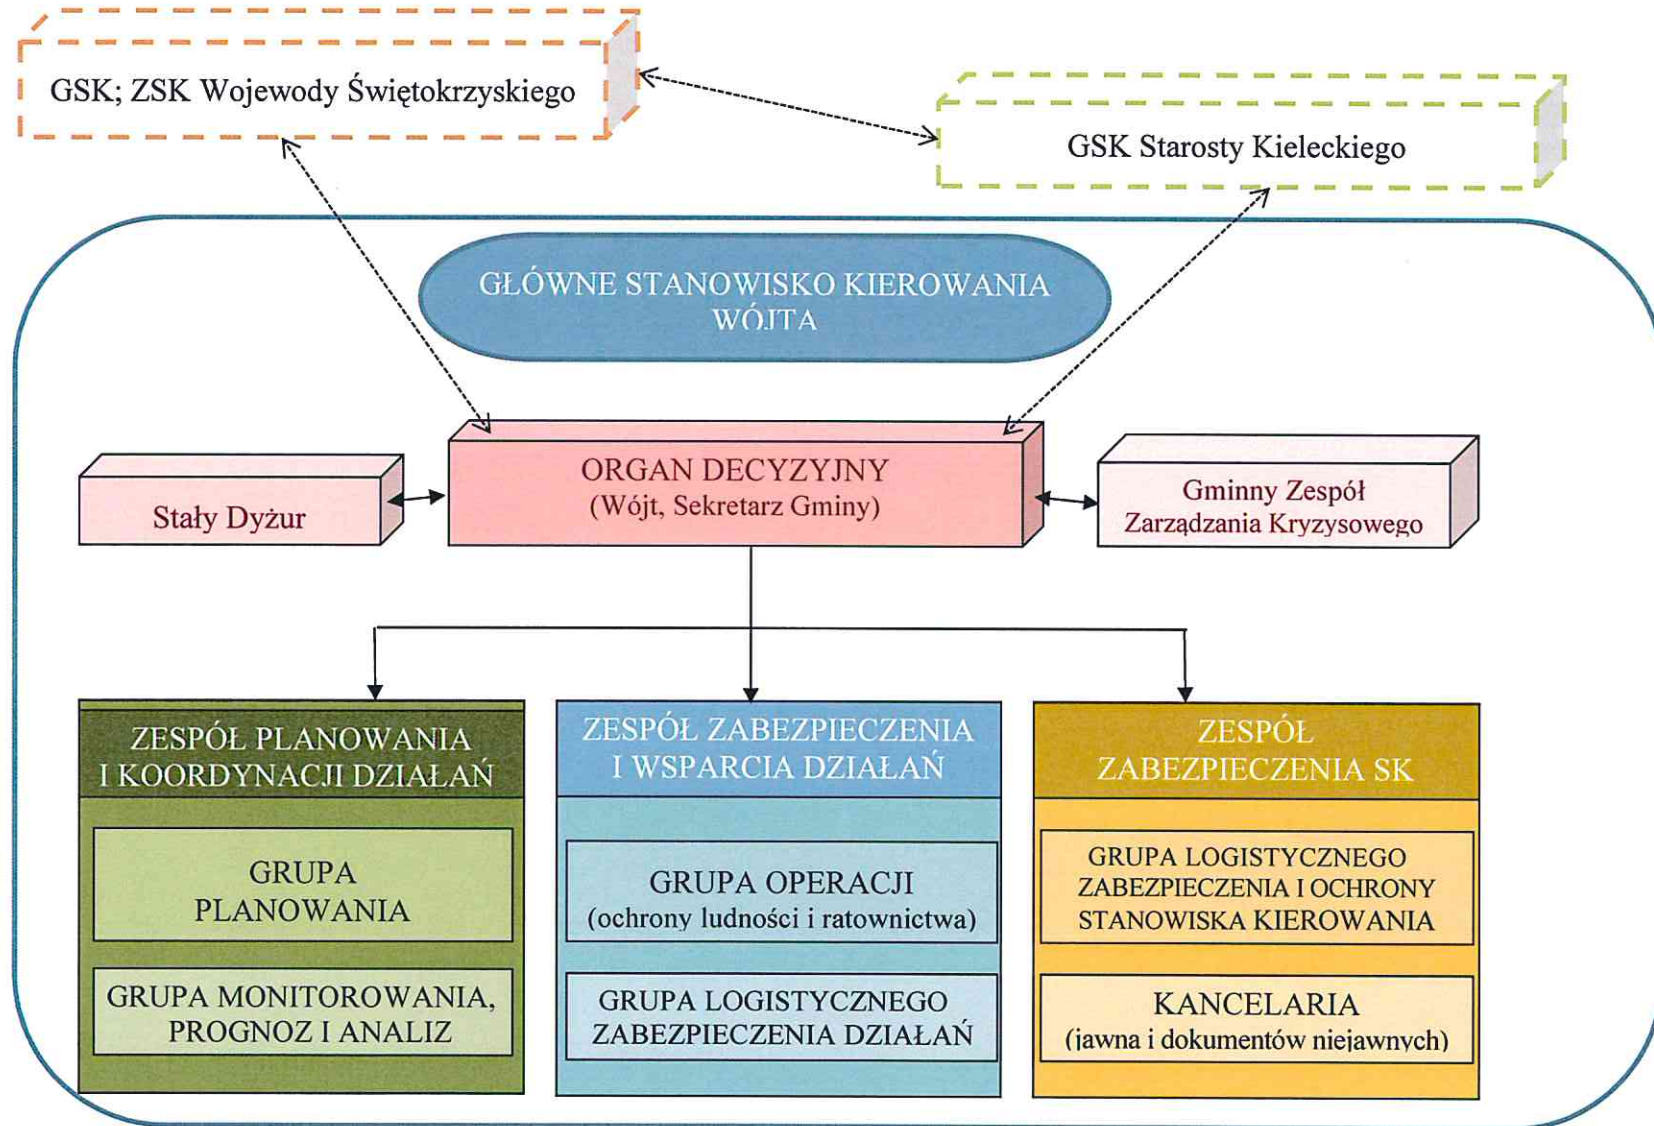 GSK; ZSK Wojewody Świętokrzyskiego
GSK Starosty Kieleckiego
GŁÓWNE STANOWISKO KIEROWANIA
WÓJTA
ORGAN DECYZYJNY
(Wójt, Sekretarz Gminy)
Stały Dyżur
Gminny Zespół
Zarządzania Kryzysowego
ZESPÓŁ PLANOWANIA
I KOORDYNACJI DZIAŁAŃ
GRUPA
PLANOWANIA
GRUPA MONITOROWANIA,
PROGNOZ I ANALIZ
ZESPÓŁ ZABEZPIECZENIA
I WSPARCIA DZIAŁAŃ
GRUPA OPERACJI
(ochrony ludności i ratownictwa)
GRUPA LOGISTYCZNEGO
ZABEZPIECZENIA DZIAŁAŃ
ZESPÓŁ
ZABEZPIECZENIA SK
GRUPA LOGISTYCZNEGO
ZABEZPIECZENIA I OCHRONY
STANOWISKA KIEROWANIA
KANCELARIA
(jawna i dokumentów niejawnych)